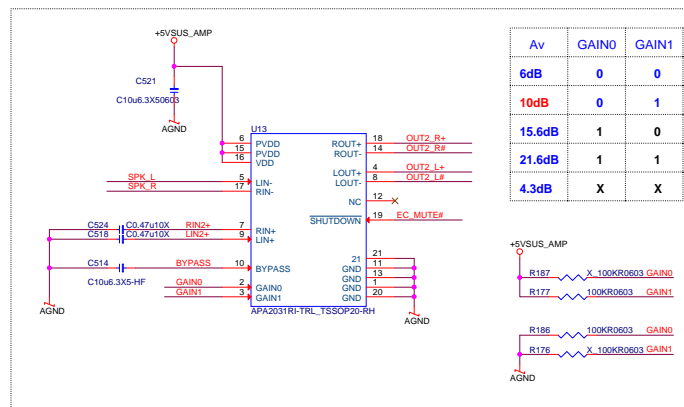 +5VSUS_AMP
C521
C10u6.3X50603
AGND
U13
6 PVDD
15 PVDD
16 VDD
SPK_L 5 LIN-
SPK_R 17 RIN-
C524 C0.47u10X RIN2+ 7 RIN+
C518 C0.47u10X LIN2+ 9 LIN+
C514 BYPASS 10 BYPASS
C10u6.3X5-HF
GAIN0 2 GAIN0
GAIN1 3 GAIN1
AGND
ROUT+ 18 OUT2_R+
ROUT- 14 OUT2_R#
LOUT+ 4 OUT2_L+
LOUT- 8 OUT2_L#
NC 12
SHUTDOWN 19 EC_MUTE#
21 21
GND 11
GND 13
GND 1
GND 20
APA2031RI-TRL_TSSOP20-RH
AGND
Av GAIN0 GAIN1
6dB 0 0
10dB 0 1
15.6dB 1 0
21.6dB 1 1
4.3dB X X
+5VSUS_AMP
R187 X_100KR0603 GAIN0
R177 100KR0603 GAIN1
R186 100KR0603 GAIN0
R176 X_100KR0603 GAIN1
AGND